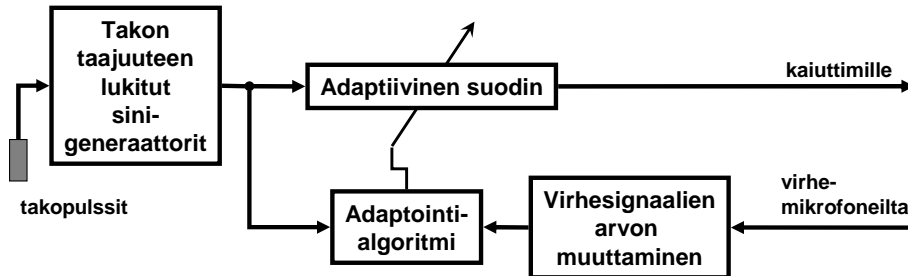 Takon
taajuuteen
lukitut
sini-
generaattorit
Adaptiivinen suodin
kaiuttimille
takopulssit
Adaptointi-
algoritmi
Virhesignaalien
arvon
muuttaminen
virhe-
mikrofoneilta